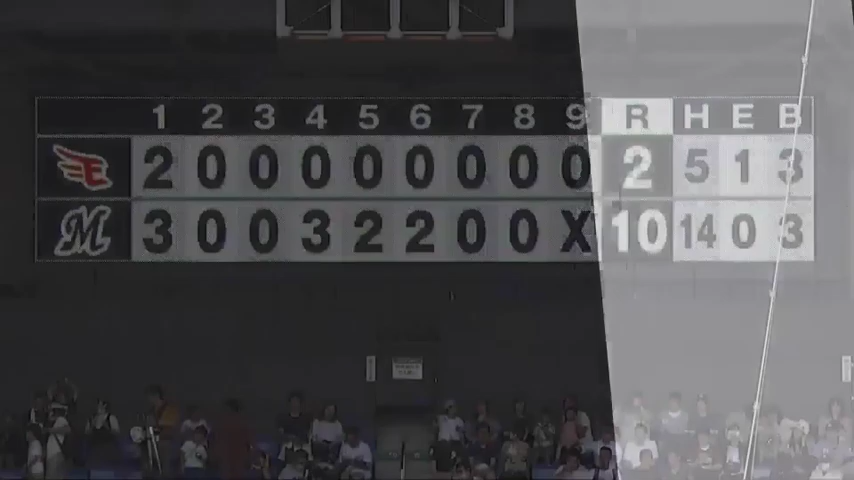 1 2 3 4 5 6 7 8 9 R H E B
E 2 0 0 0 0 0 0 0 0 2 5 1 3
M 3 0 0 3 2 2 0 0 X 10 14 0 3